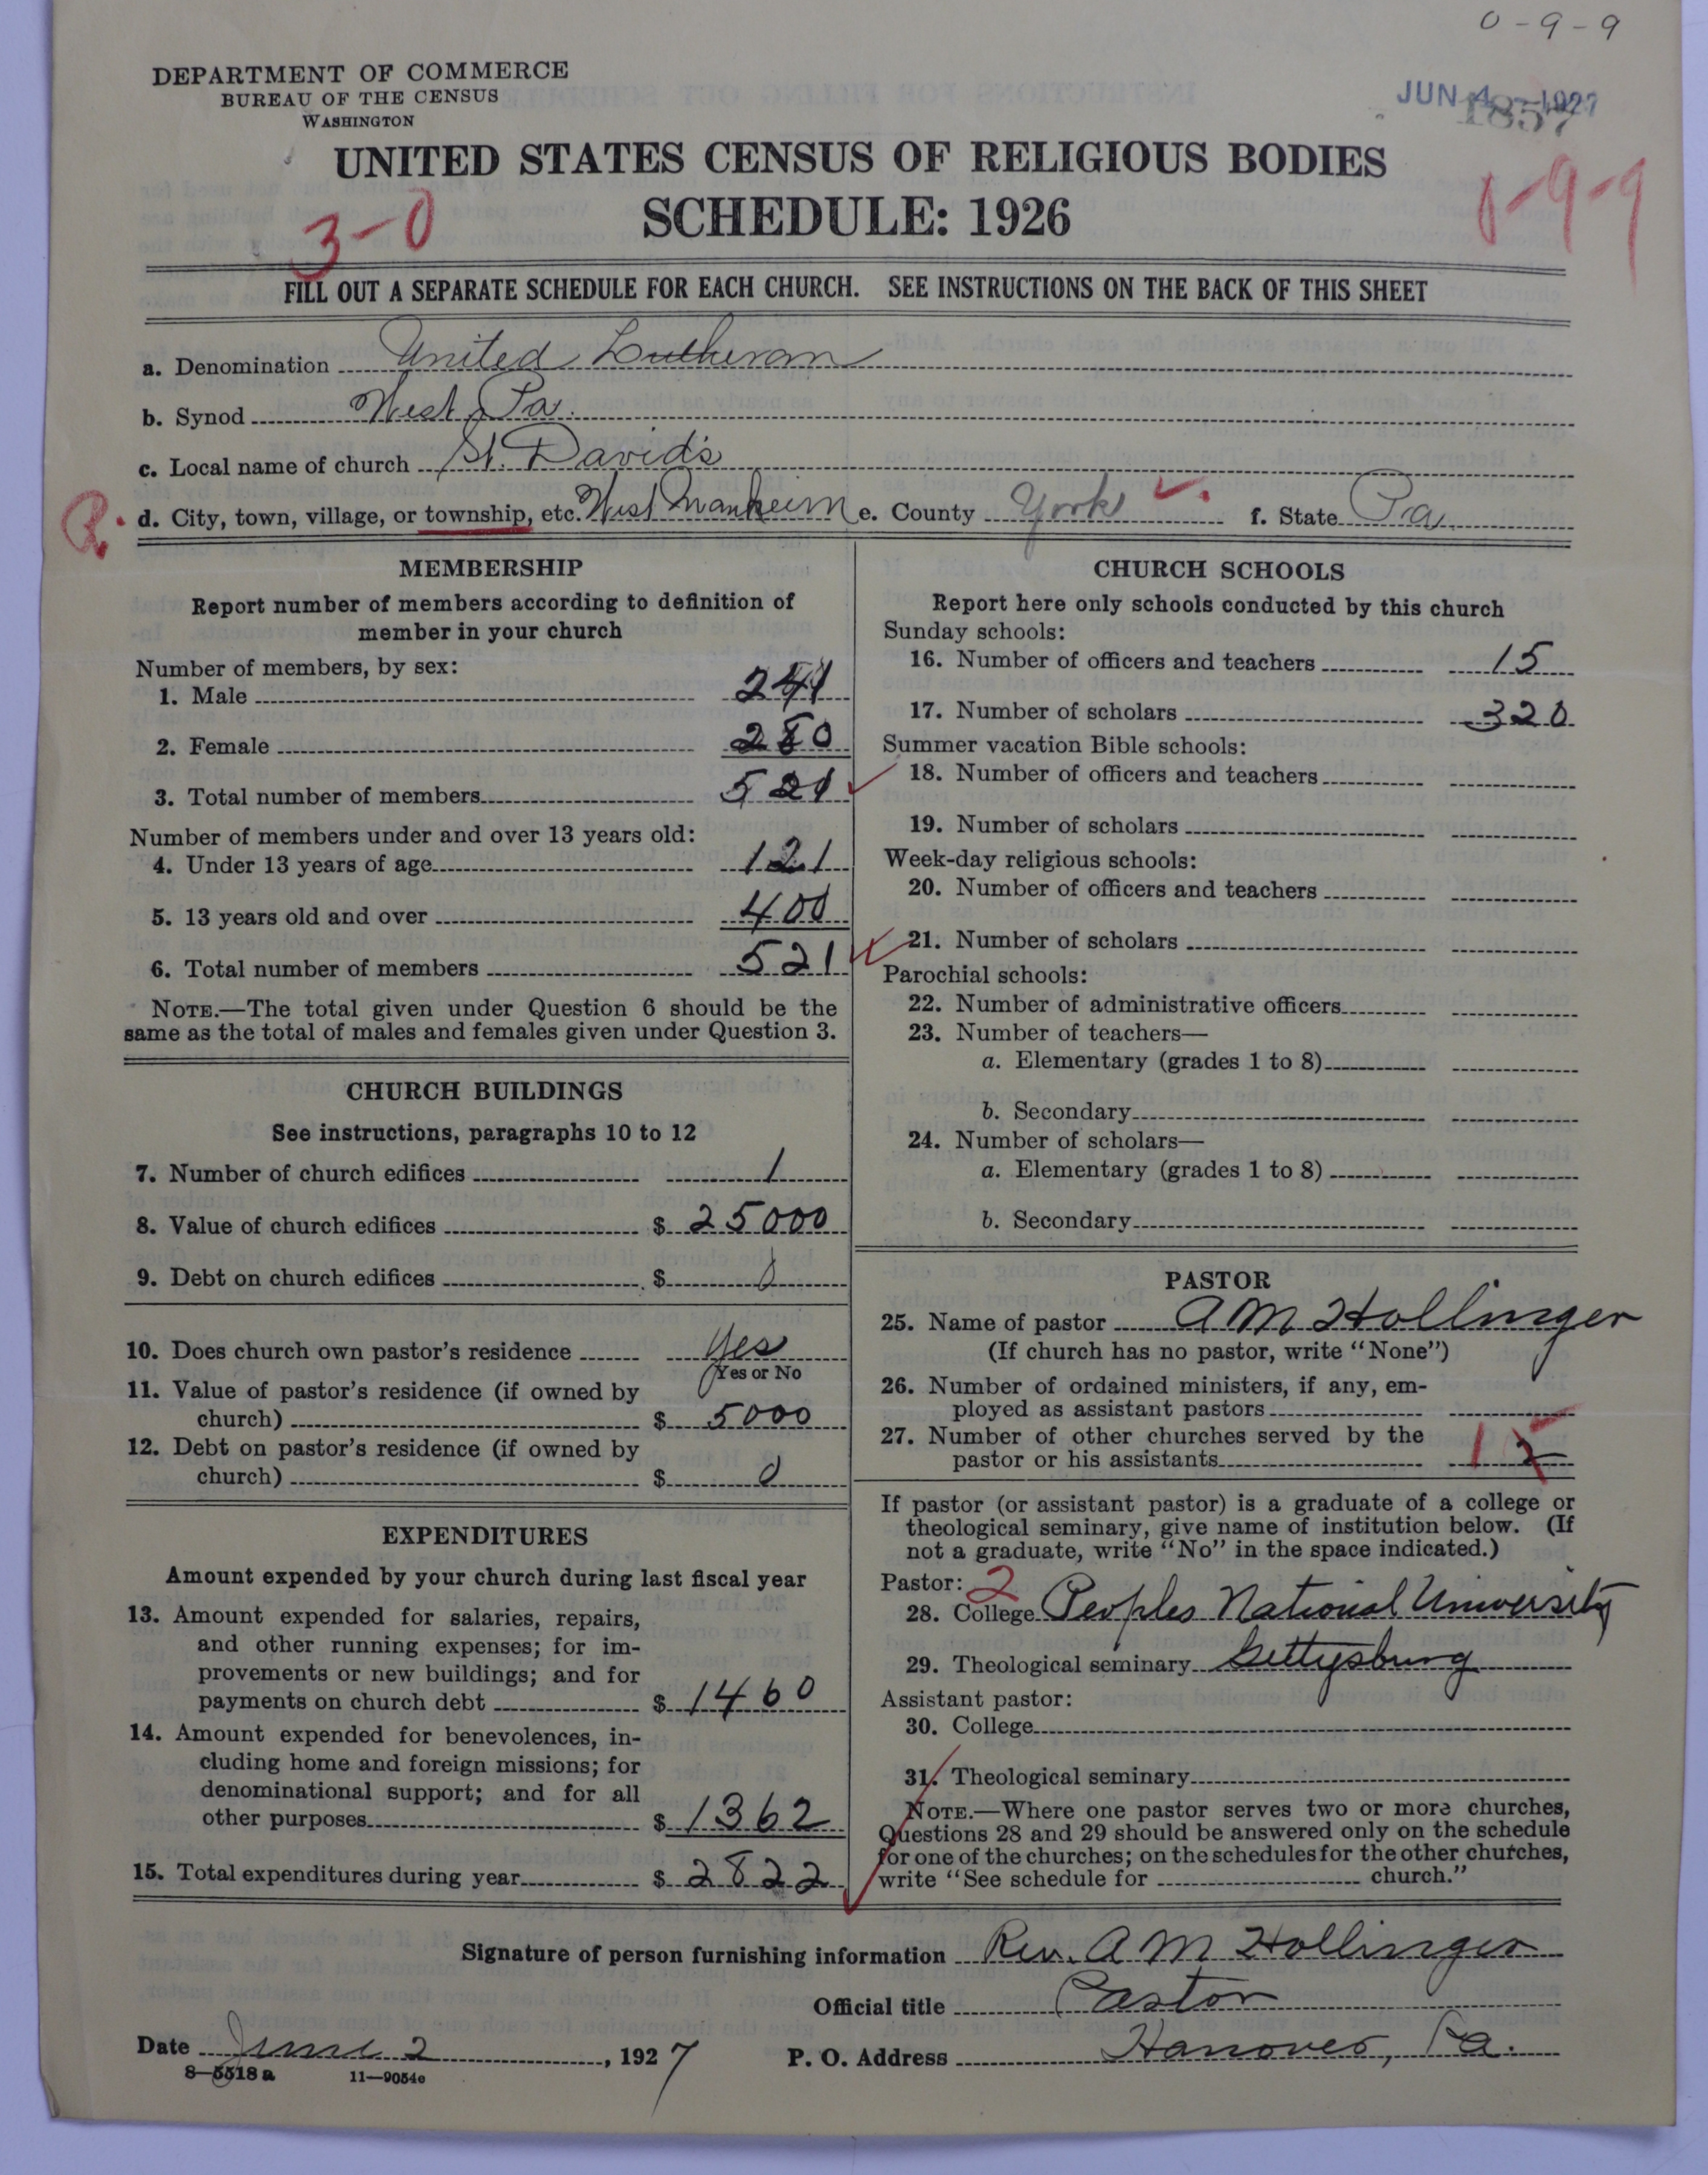 0-9-9
DEPARTMENT OF COMMERCE
BUREAU OF THE CENSUS
WASHINGTON
JUN 4 - 1927
1857
UNITED STATES CENSUS OF RELIGIOUS BODIES
SCHEDULE: 1926
3-0
0-9-9
FILL OUT A SEPARATE SCHEDULE FOR EACH CHURCH. SEE INSTRUCTIONS ON THE BACK OF THIS SHEET
a. Denomination United Lutheran
b. Synod West Pa.
c. Local name of church St. David's
R. d. City, town, village, or township, etc. West Manheim e. County York f. State Pa.
MEMBERSHIP
Report number of members according to definition of
member in your church
Number of members, by sex:
1. Male 241
2. Female 280
3. Total number of members 521
Number of members under and over 13 years old:
4. Under 13 years of age 121
5. 13 years old and over 400
6. Total number of members 521
NOTE.—The total given under Question 6 should be the
same as the total of males and females given under Question 3.
CHURCH BUILDINGS
See instructions, paragraphs 10 to 12
7. Number of church edifices 1
8. Value of church edifices $ 25000
9. Debt on church edifices $ 0
10. Does church own pastor's residence Yes
Yes or No
11. Value of pastor's residence (if owned by
church) $ 5000
12. Debt on pastor's residence (if owned by
church) $ 0
EXPENDITURES
Amount expended by your church during last fiscal year
13. Amount expended for salaries, repairs,
and other running expenses; for im-
provements or new buildings; and for
payments on church debt $ 1460
14. Amount expended for benevolences, in-
cluding home and foreign missions; for
denominational support; and for all
other purposes $ 1362
15. Total expenditures during year $ 2822
CHURCH SCHOOLS
Report here only schools conducted by this church
Sunday schools:
16. Number of officers and teachers 15
17. Number of scholars 320
Summer vacation Bible schools:
18. Number of officers and teachers
19. Number of scholars
Week-day religious schools:
20. Number of officers and teachers
21. Number of scholars
Parochial schools:
22. Number of administrative officers
23. Number of teachers—
a. Elementary (grades 1 to 8)
b. Secondary
24. Number of scholars—
a. Elementary (grades 1 to 8)
b. Secondary
PASTOR
25. Name of pastor A M Hollinger
(If church has no pastor, write "None")
26. Number of ordained ministers, if any, em-
ployed as assistant pastors
27. Number of other churches served by the
pastor or his assistants 1 2
If pastor (or assistant pastor) is a graduate of a college or
theological seminary, give name of institution below. (If
not a graduate, write "No" in the space indicated.)
Pastor: 2
28. College Peoples National University
29. Theological seminary Gettysburg
Assistant pastor:
30. College
31. Theological seminary
NOTE.—Where one pastor serves two or more churches,
Questions 28 and 29 should be answered only on the schedule
for one of the churches; on the schedules for the other churches,
write "See schedule for church."
Signature of person furnishing information Rev. A M Hollinger
Official title Pastor
Date June 2, 1927 P. O. Address Hanover, Pa.
8—5518 a 11—9054e